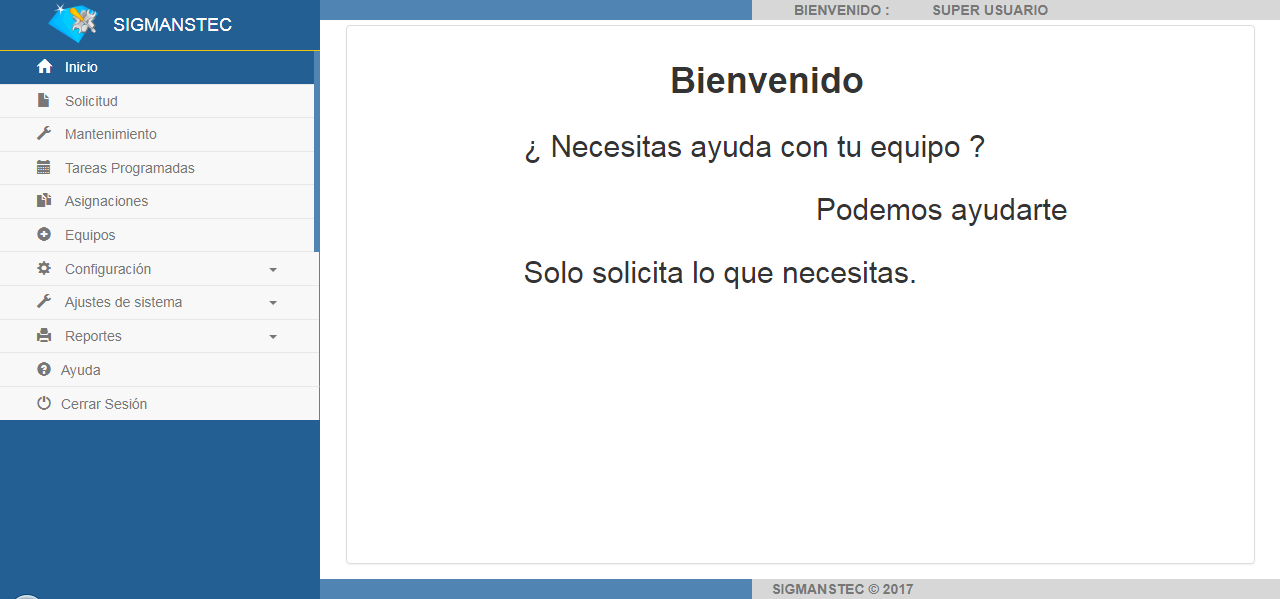 SIGMANSTEC
BIENVENIDO : SUPER USUARIO
Inicio
Solicitud
Mantenimiento
Tareas Programadas
Asignaciones
Equipos
Configuración
Ajustes de sistema
Reportes
Ayuda
Cerrar Sesión
Bienvenido
¿ Necesitas ayuda con tu equipo ?
Podemos ayudarte
Solo solicita lo que necesitas.
SIGMANSTEC © 2017